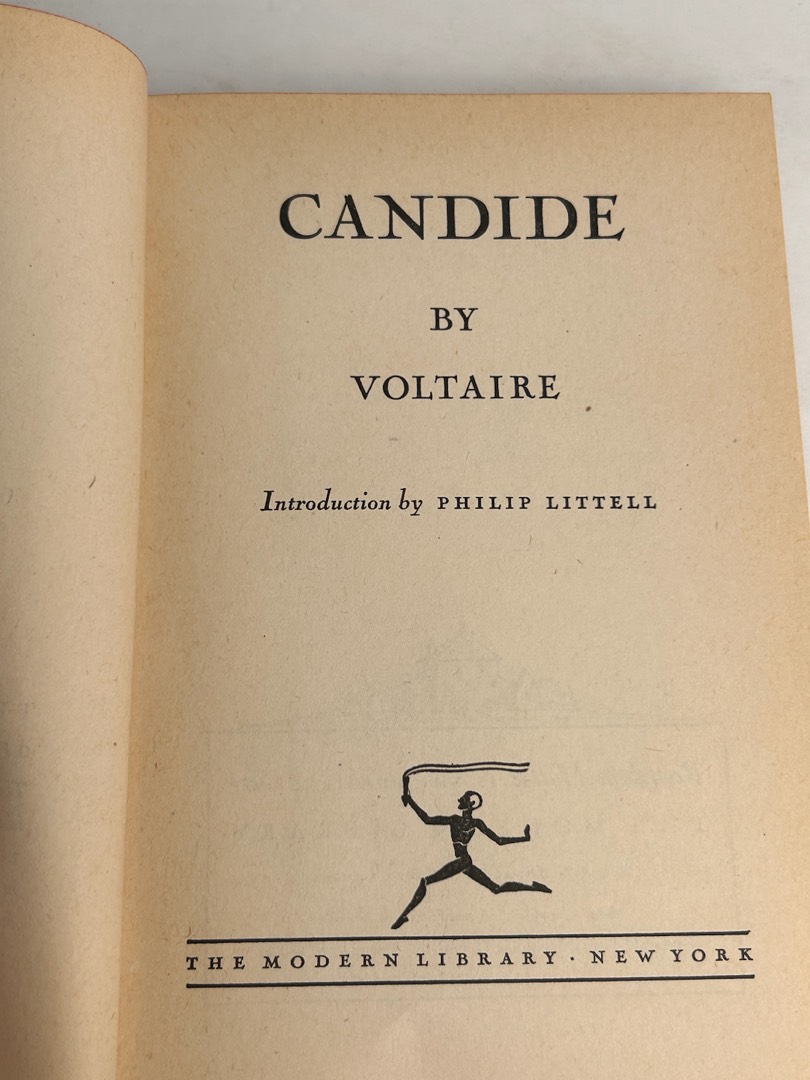 CANDIDE
BY
VOLTAIRE
Introduction by PHILIP LITTELL
THE MODERN LIBRARY · NEW YORK